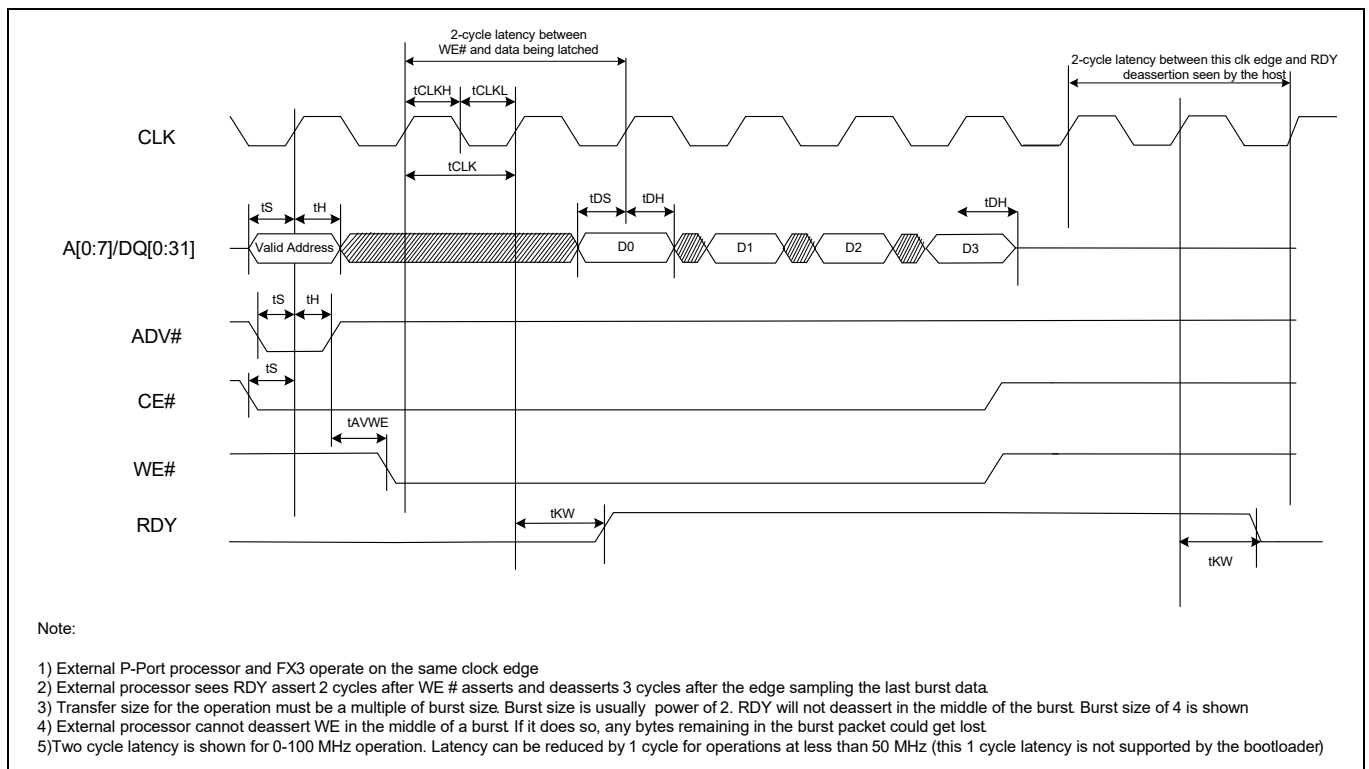 2-cycle latency between
WE# and data being latched
2-cycle latency between this clk edge and RDY
deassertion seen by the host
tCLKH
tCLKL
CLK
tCLK
tS
tH
tDS
tDH
tDH
A[0:7]/DQ[0:31]
Valid Address
D0
D1
D2
D3
tS
tH
ADV#
tS
CE#
tAVWE
WE#
tKW
RDY
tKW
Note:
1) External P-Port processor and FX3 operate on the same clock edge
2) External processor sees RDY assert 2 cycles after WE # asserts and deasserts 3 cycles after the edge sampling the last burst data.
3) Transfer size for the operation must be a multiple of burst size. Burst size is usually power of 2. RDY will not deassert in the middle of the burst. Burst size of 4 is shown
4) External processor cannot deassert WE in the middle of a burst. If it does so, any bytes remaining in the burst packet could get lost.
5)Two cycle latency is shown for 0-100 MHz operation. Latency can be reduced by 1 cycle for operations at less than 50 MHz (this 1 cycle latency is not supported by the bootloader)